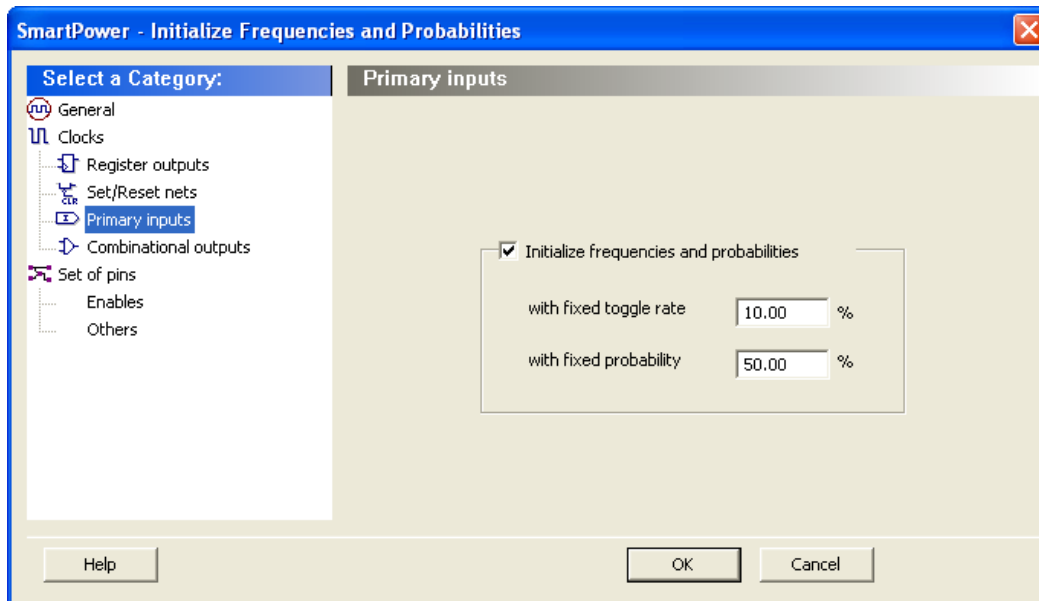 SmartPower - Initialize Frequencies and Probabilities
Select a Category:
General
Clocks
Register outputs
CLR
Set/Reset nets
Primary inputs
Combinational outputs
Set of pins
Enables
Others
Primary inputs
Initialize frequencies and probabilities
with fixed toggle rate 10.00 %
with fixed probability 50.00 %
Help
OK
Cancel